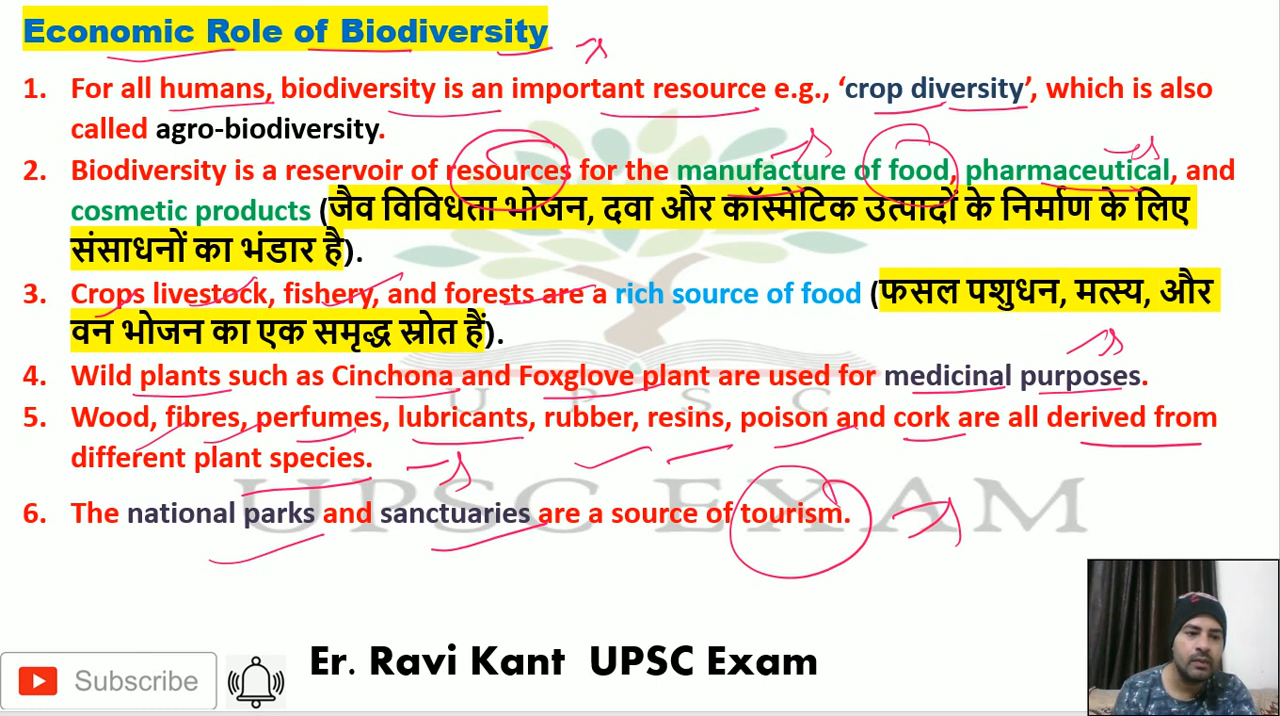 Economic Role of Biodiversity
1. For all humans, biodiversity is an important resource e.g., ‘crop diversity’, which is also
called agro-biodiversity.
2. Biodiversity is a reservoir of resources for the manufacture of food, pharmaceutical, and
cosmetic products (जैव विविधता भोजन, दवा और कॉस्मेटिक उत्पादों के निर्माण के लिए
संसाधनों का भंडार है).
3. Crops livestock, fishery, and forests are a rich source of food (फसल पशुधन, मत्स्य, और
वन भोजन का एक समृद्ध स्रोत हैं).
4. Wild plants such as Cinchona and Foxglove plant are used for medicinal purposes.
UPSC
5. Wood, fibres, perfumes, lubricants, rubber, resins, poison and cork are all derived from
different plant species.
UPSC EXAM
6. The national parks and sanctuaries are a source of tourism.
Subscribe
Er. Ravi Kant UPSC Exam